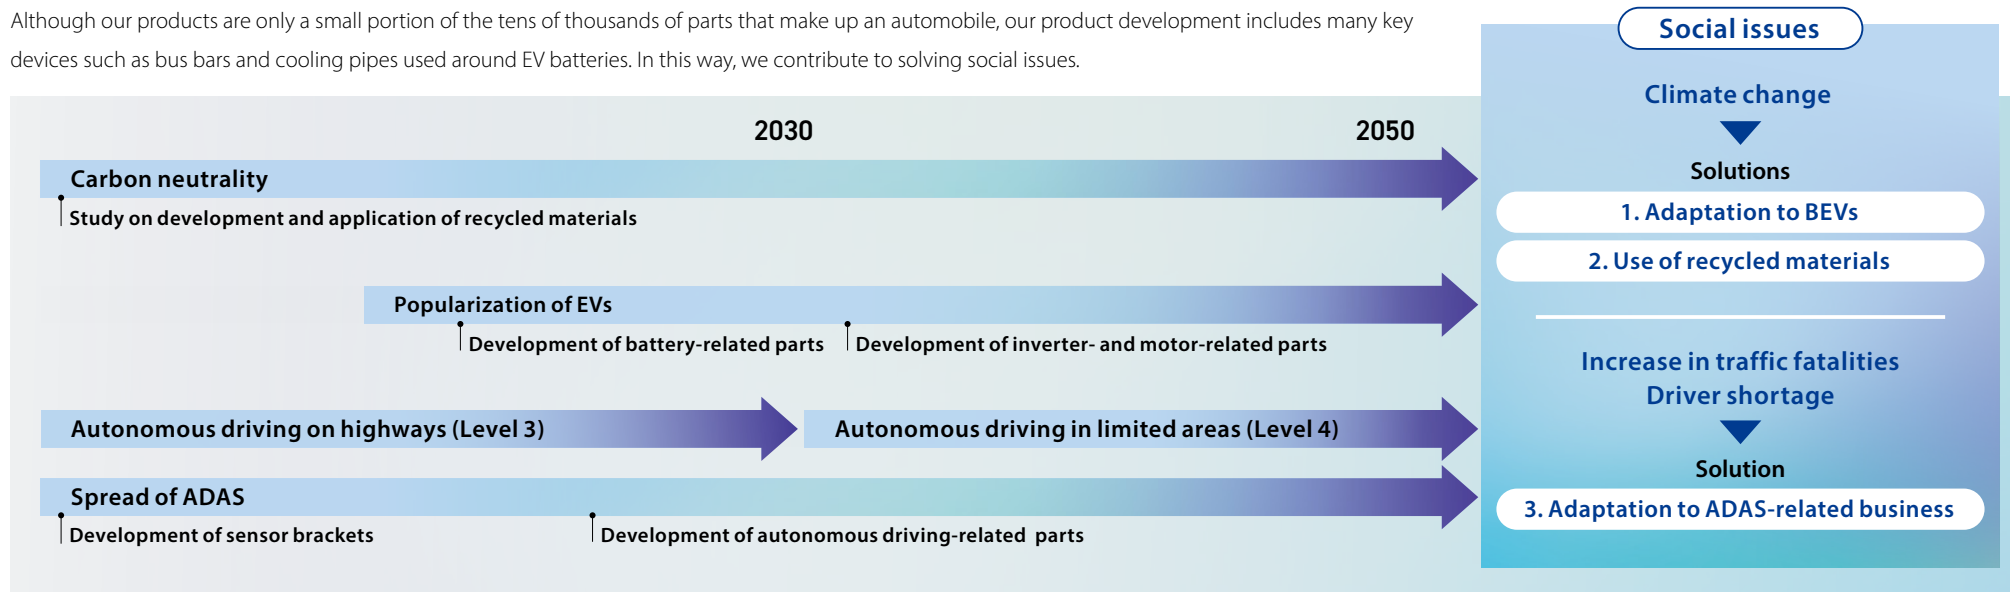 Although our products are only a small portion of the tens of thousands of parts that make up an automobile, our product development includes many key
devices such as bus bars and cooling pipes used around EV batteries. In this way, we contribute to solving social issues.
2030
2050
Carbon neutrality
Study on development and application of recycled materials
Popularization of EVs
Development of battery-related parts
Development of inverter- and motor-related parts
Autonomous driving on highways (Level 3)
Autonomous driving in limited areas (Level 4)
Spread of ADAS
Development of sensor brackets
Development of autonomous driving-related parts
Social issues
Climate change
Solutions
1. Adaptation to BEVs
2. Use of recycled materials
Increase in traffic fatalities
Driver shortage
Solution
3. Adaptation to ADAS-related business